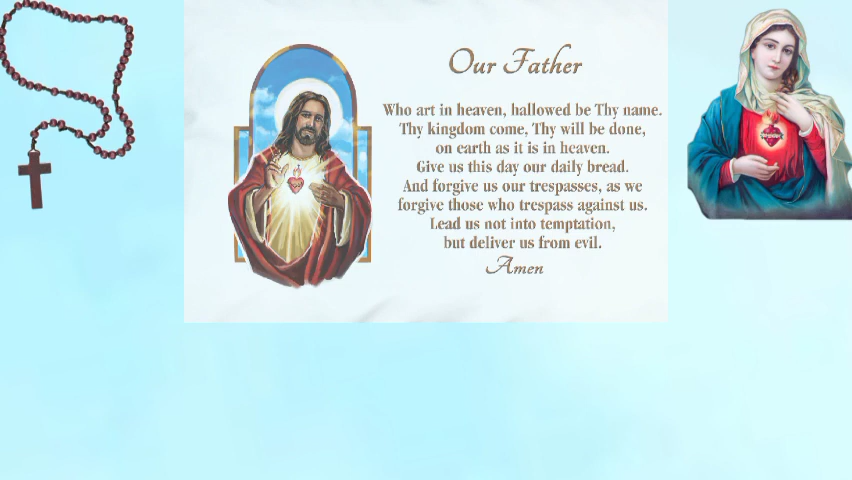 Our Father
Who art in heaven, hallowed be Thy name.
Thy kingdom come, Thy will be done,
on earth as it is in heaven.
Give us this day our daily bread.
And forgive us our trespasses, as we
forgive those who trespass against us.
Lead us not into temptation,
but deliver us from evil.
Amen